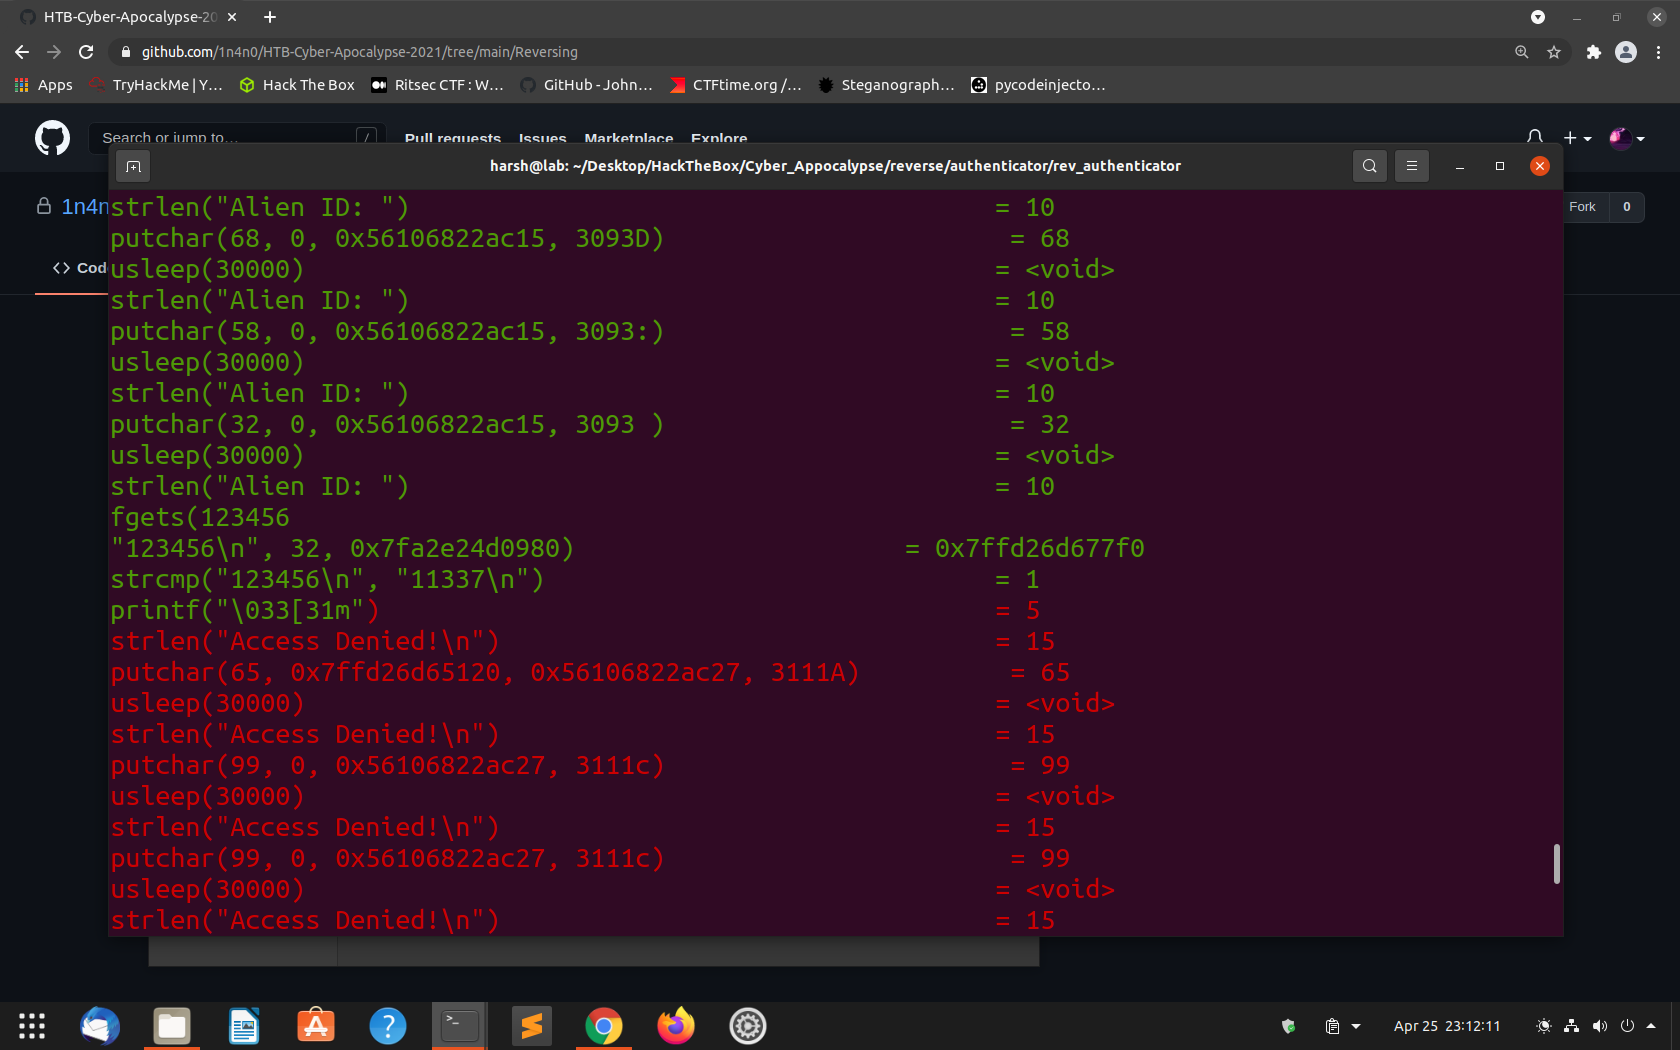 HTB-Cyber-Apocalypse-20
github.com/1n4n0/HTB-Cyber-Apocalypse-2021/tree/main/Reversing
Apps TryHackMe | Y… Hack The Box Ritsec CTF : W… GitHub - John… CTFtime.org /… Steganograph… pycodeinjecto…
Search or jump to… / Pull requests Issues Marketplace Explore
harsh@lab: ~/Desktop/HackTheBox/Cyber_Appocalypse/reverse/authenticator/rev_authenticator
1n4n Fork 0
<> Code
strlen("Alien ID: ") = 10
putchar(68, 0, 0x56106822ac15, 3093D) = 68
usleep(30000) = <void>
strlen("Alien ID: ") = 10
putchar(58, 0, 0x56106822ac15, 3093:) = 58
usleep(30000) = <void>
strlen("Alien ID: ") = 10
putchar(32, 0, 0x56106822ac15, 3093 ) = 32
usleep(30000) = <void>
strlen("Alien ID: ") = 10
fgets(123456
"123456\n", 32, 0x7fa2e24d0980) = 0x7ffd26d677f0
strcmp("123456\n", "11337\n") = 1
printf("\033[31m") = 5
strlen("Access Denied!\n") = 15
putchar(65, 0x7ffd26d65120, 0x56106822ac27, 3111A) = 65
usleep(30000) = <void>
strlen("Access Denied!\n") = 15
putchar(99, 0, 0x56106822ac27, 3111c) = 99
usleep(30000) = <void>
strlen("Access Denied!\n") = 15
putchar(99, 0, 0x56106822ac27, 3111c) = 99
usleep(30000) = <void>
strlen("Access Denied!\n") = 15
Apr 25 23:12:11